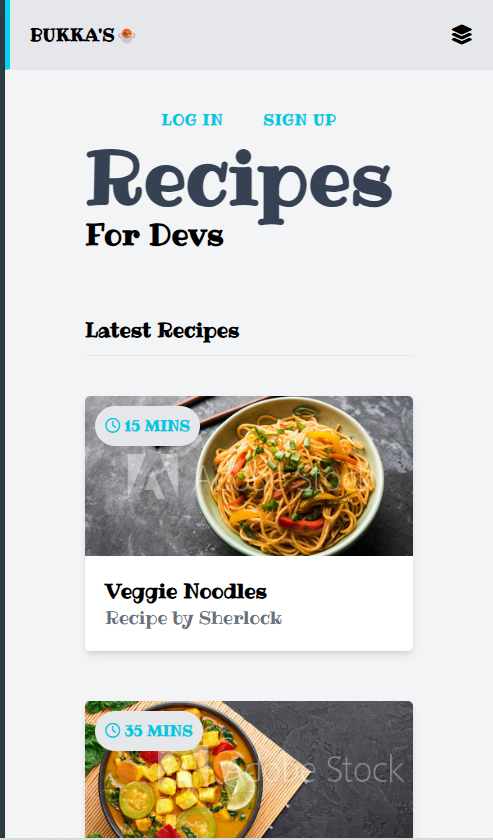 BUKKA'S
LOG IN SIGN UP
Recipes
For Devs
Latest Recipes
15 MINS
Adobe Stock
Veggie Noodles
Recipe by Sherlock
35 MINS
Adobe Stock